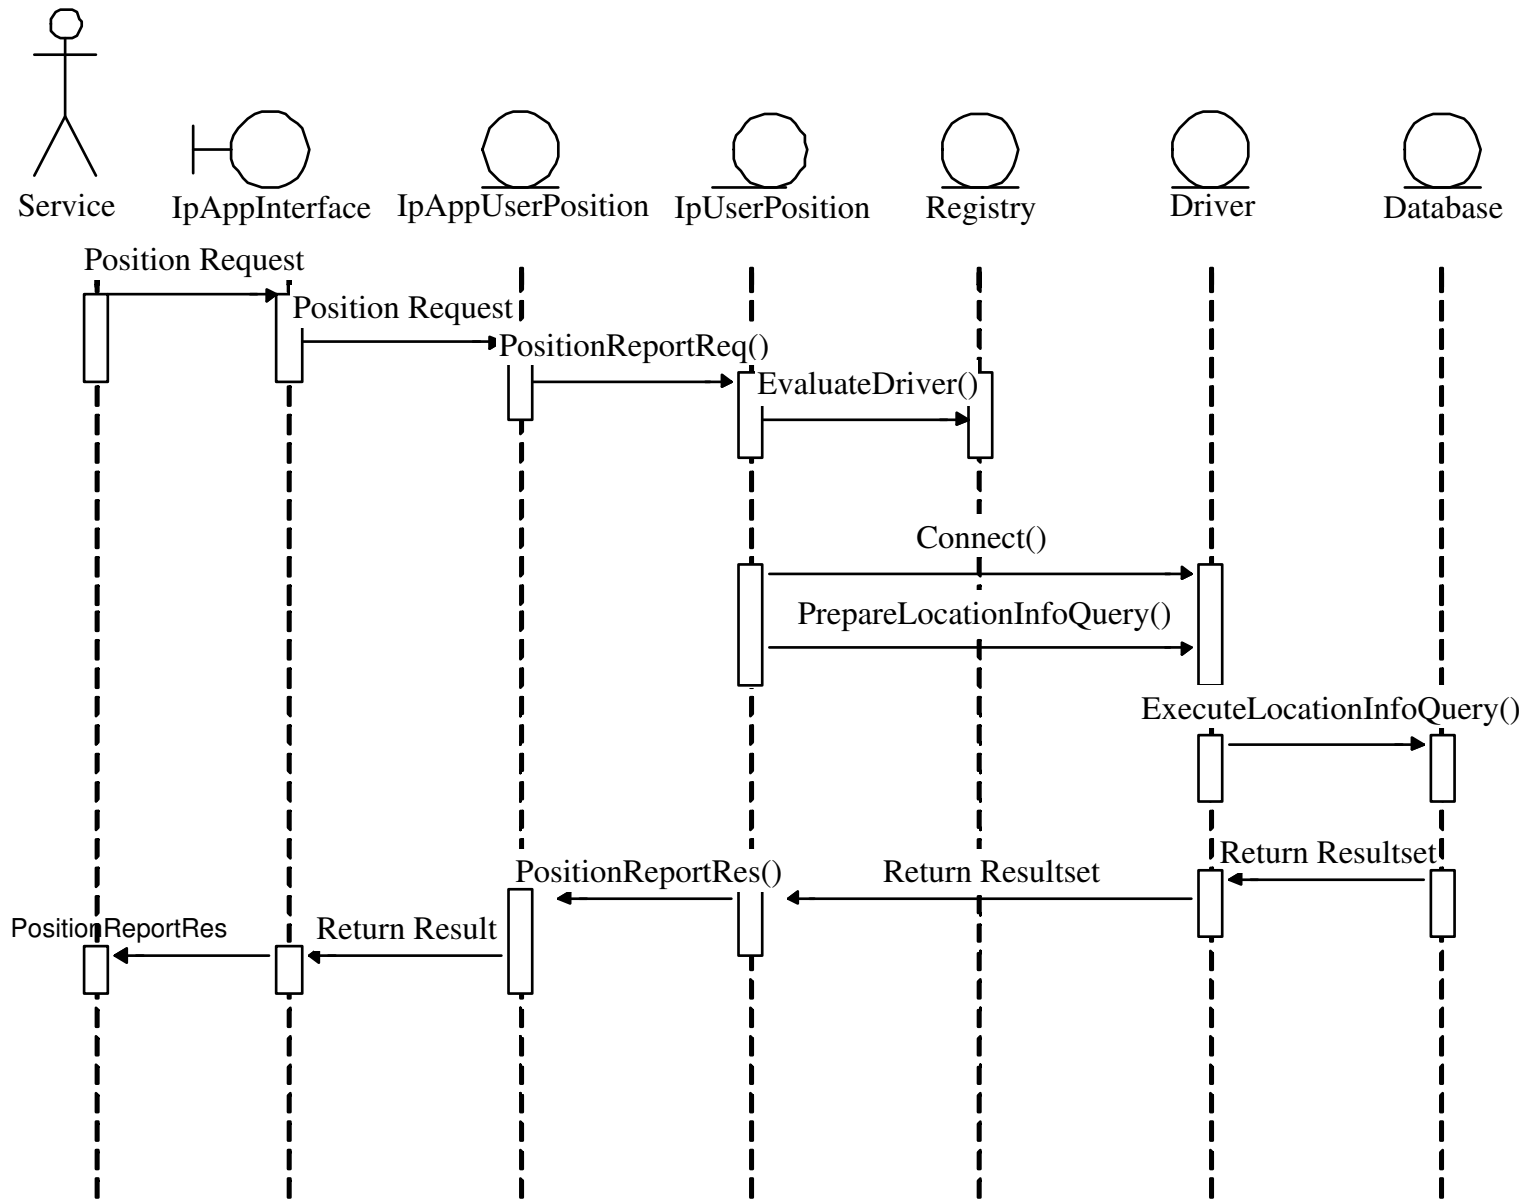 Service
IpAppInterface
IpAppUserPosition
IpUserPosition
Registry
Driver
Database
Position Request
Position Request
PositionReportReq()
EvaluateDriver()
Connect()
PrepareLocationInfoQuery()
ExecuteLocationInfoQuery()
Return Resultset
Return Resultset
PositionReportRes()
Return Result
PositionReportRes